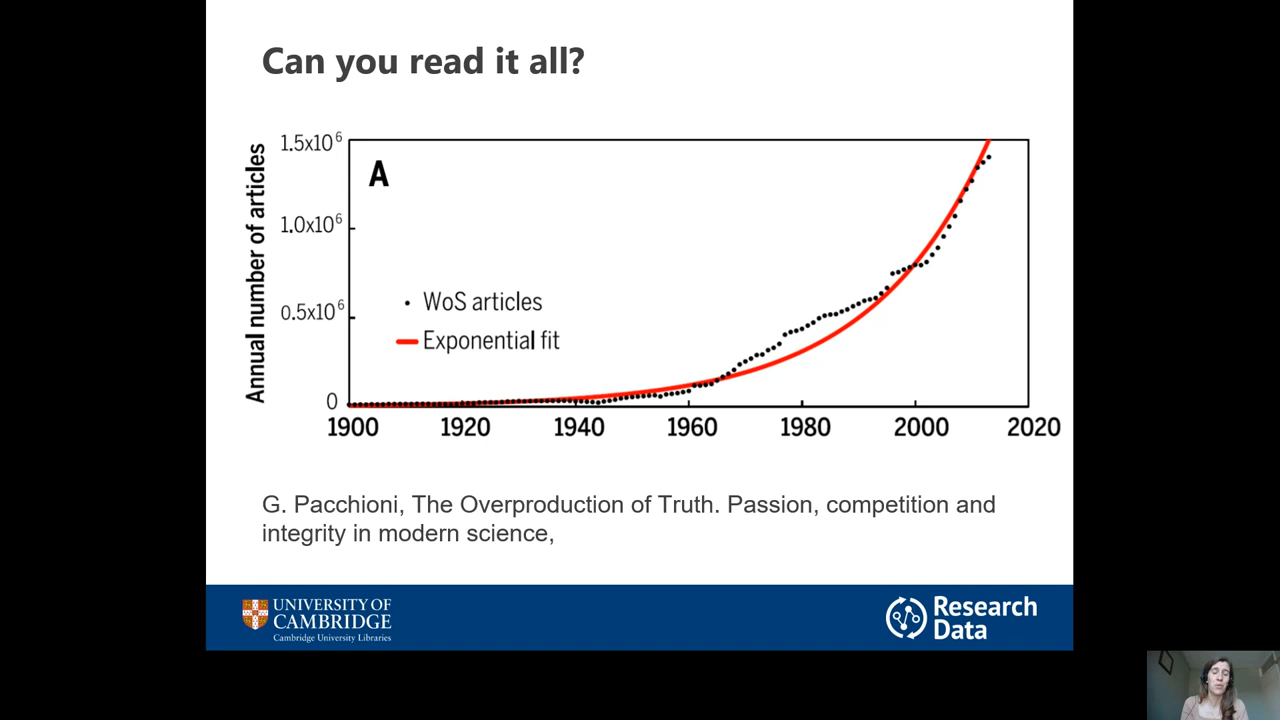 Can you read it all?
Annual number of articles
1.5x10⁶
1.0x10⁶
0.5x10⁶
0
A
WoS articles
Exponential fit
1900 1920 1940 1960 1980 2000 2020
G. Pacchioni, The Overproduction of Truth. Passion, competition and
integrity in modern science,
UNIVERSITY OF
CAMBRIDGE
Cambridge University Libraries
Research
Data